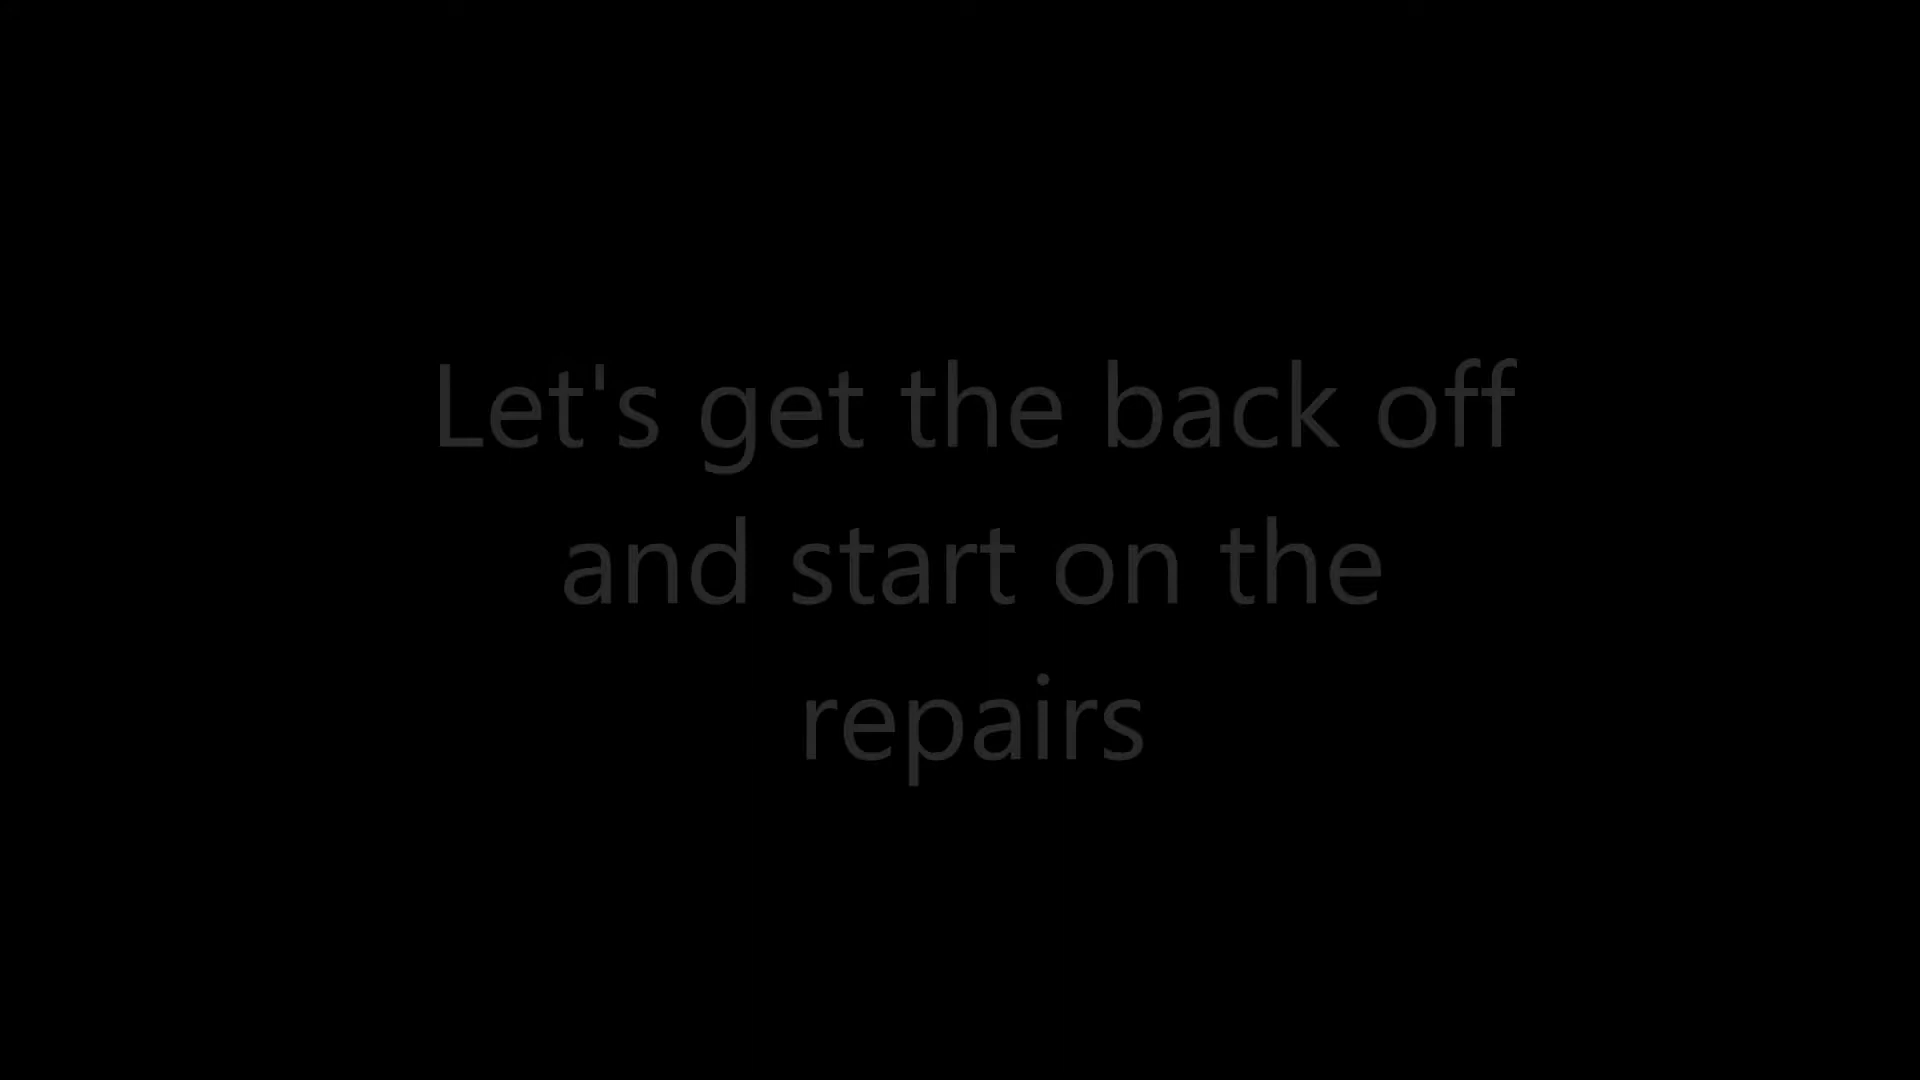 Let's get the back off
and start on the
repairs